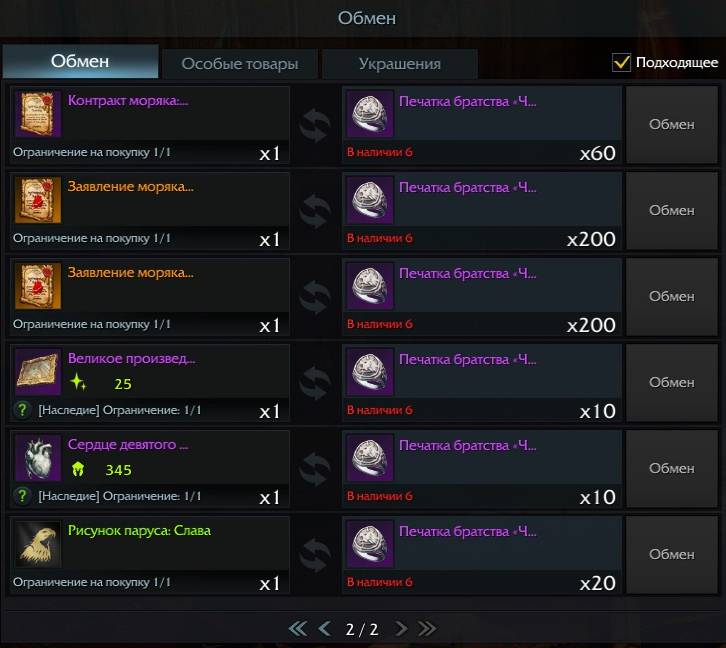 Обмен
Обмен Особые товары Украшения Подходящее
Контракт моряка:...
Ограничение на покупку 1/1 x1
Печатка братства «Ч...
В наличии 6 x60
Обмен
Заявление моряка...
Ограничение на покупку 1/1 x1
Печатка братства «Ч...
В наличии 6 x200
Обмен
Заявление моряка...
Ограничение на покупку 1/1 x1
Печатка братства «Ч...
В наличии 6 x200
Обмен
Великое произвед...
25
? [Наследие] Ограничение: 1/1 x1
Печатка братства «Ч...
В наличии 6 x10
Обмен
Сердце девятого ...
345
? [Наследие] Ограничение: 1/1 x1
Печатка братства «Ч...
В наличии 6 x10
Обмен
Рисунок паруса: Слава
Ограничение на покупку 1/1 x1
Печатка братства «Ч...
В наличии 6 x20
Обмен
2 / 2